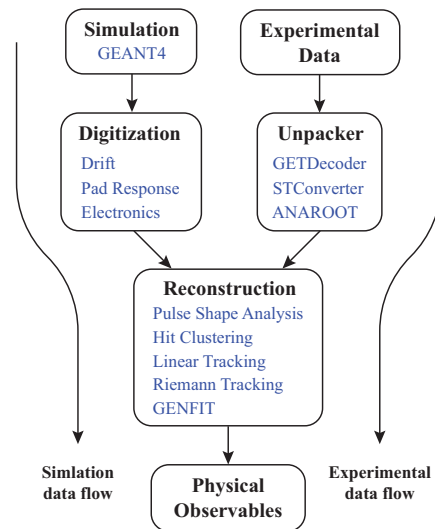 Simulation
GEANT4
Experimental
Data
Digitization
Drift
Pad Response
Electronics
Unpacker
GETDecoder
STConverter
ANAROOT
Reconstruction
Pulse Shape Analysis
Hit Clustering
Linear Tracking
Riemann Tracking
GENFIT
Simlation
data flow
Physical
Observables
Experimental
data flow